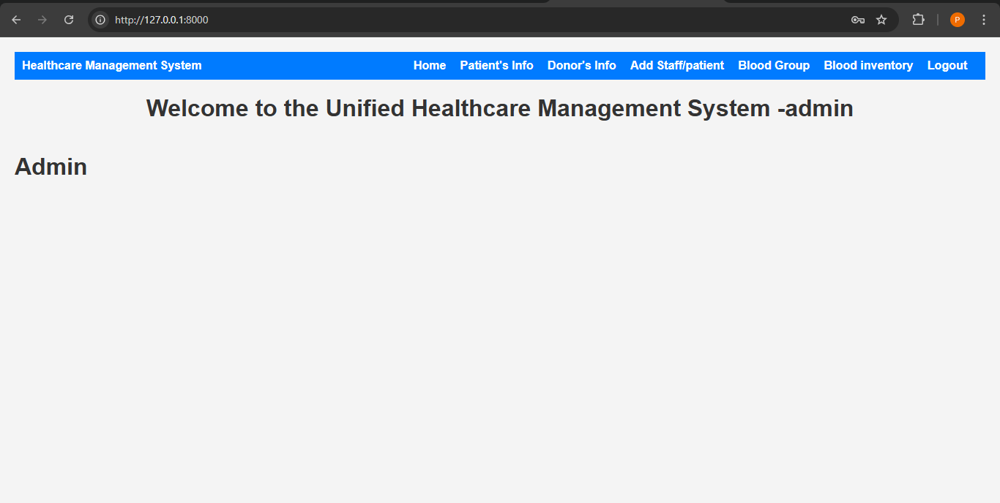 http://127.0.0.1:8000
P
Healthcare Management System Home Patient's Info Donor's Info Add Staff/patient Blood Group Blood inventory Logout
Welcome to the Unified Healthcare Management System -admin
Admin